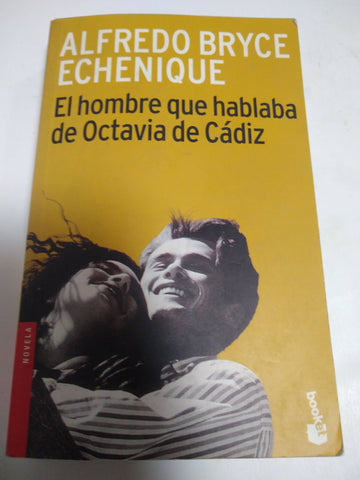 ALFREDO BRYCE
ECHENIQUE
El hombre que hablaba
de Octavia de Cádiz
NOVELA
booket